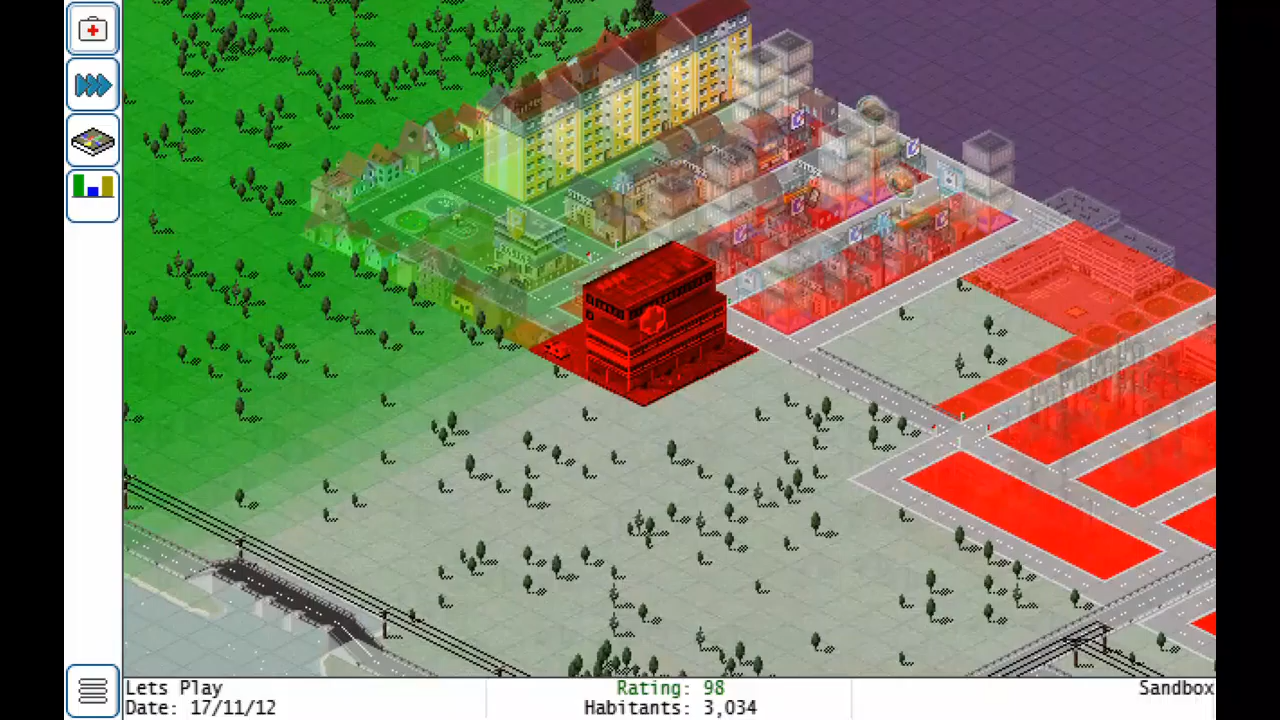 Lets Play
Date: 17/11/12
Rating: 98
Habitants: 3,034
Sandbox